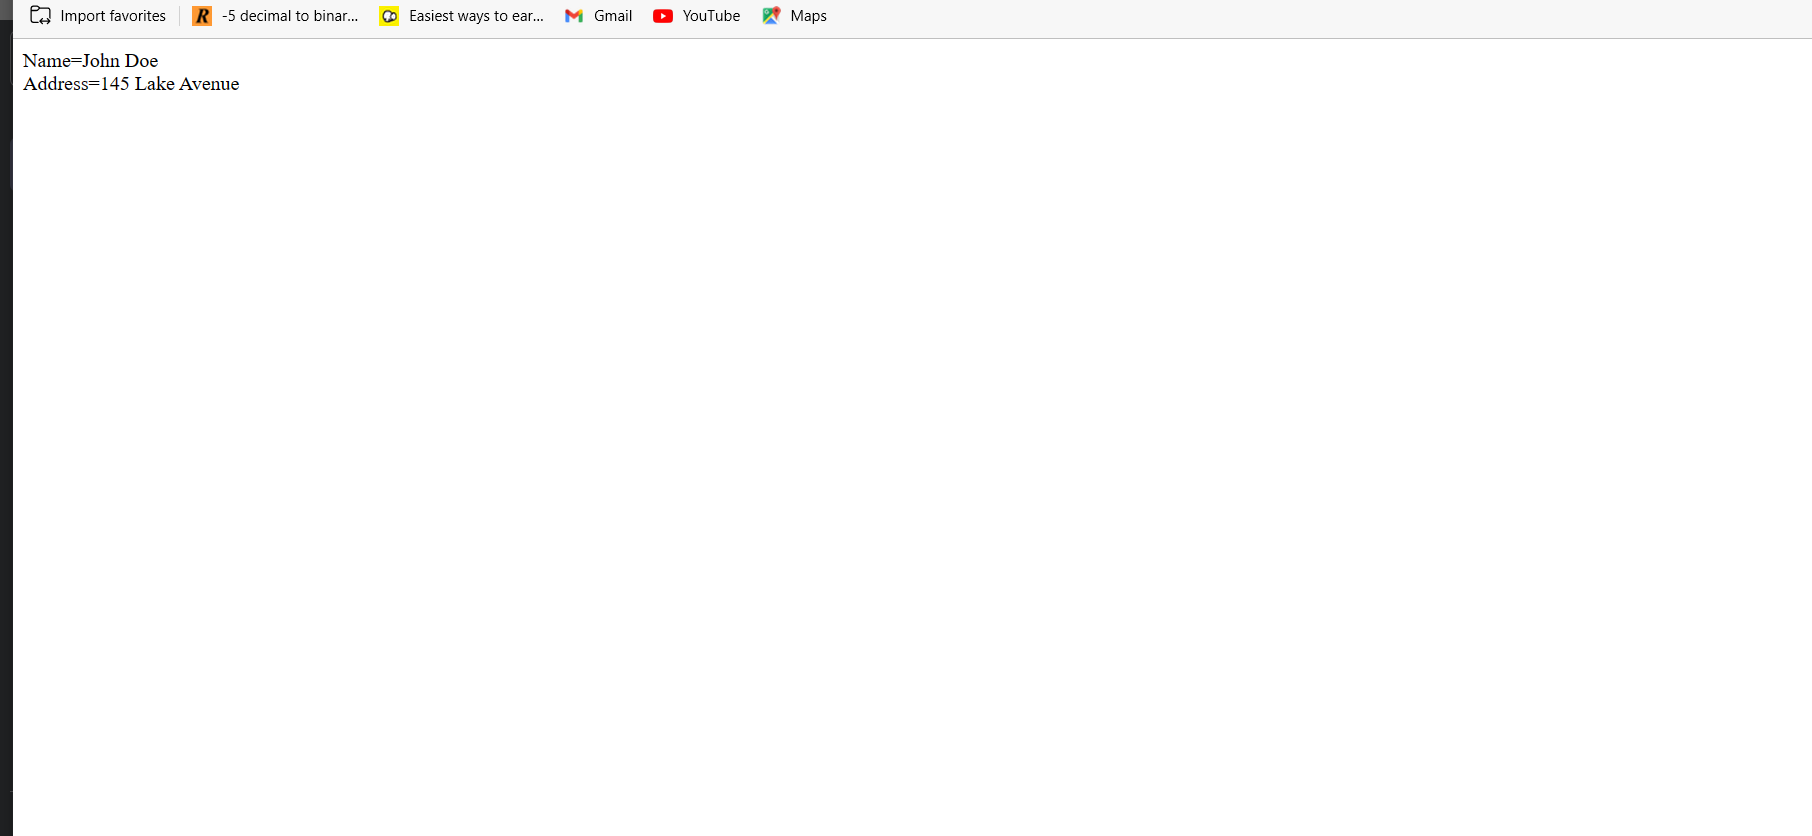 Import favorites
R -5 decimal to binar...
Easiest ways to ear...
Gmail
YouTube
Maps
Name=John Doe
Address=145 Lake Avenue